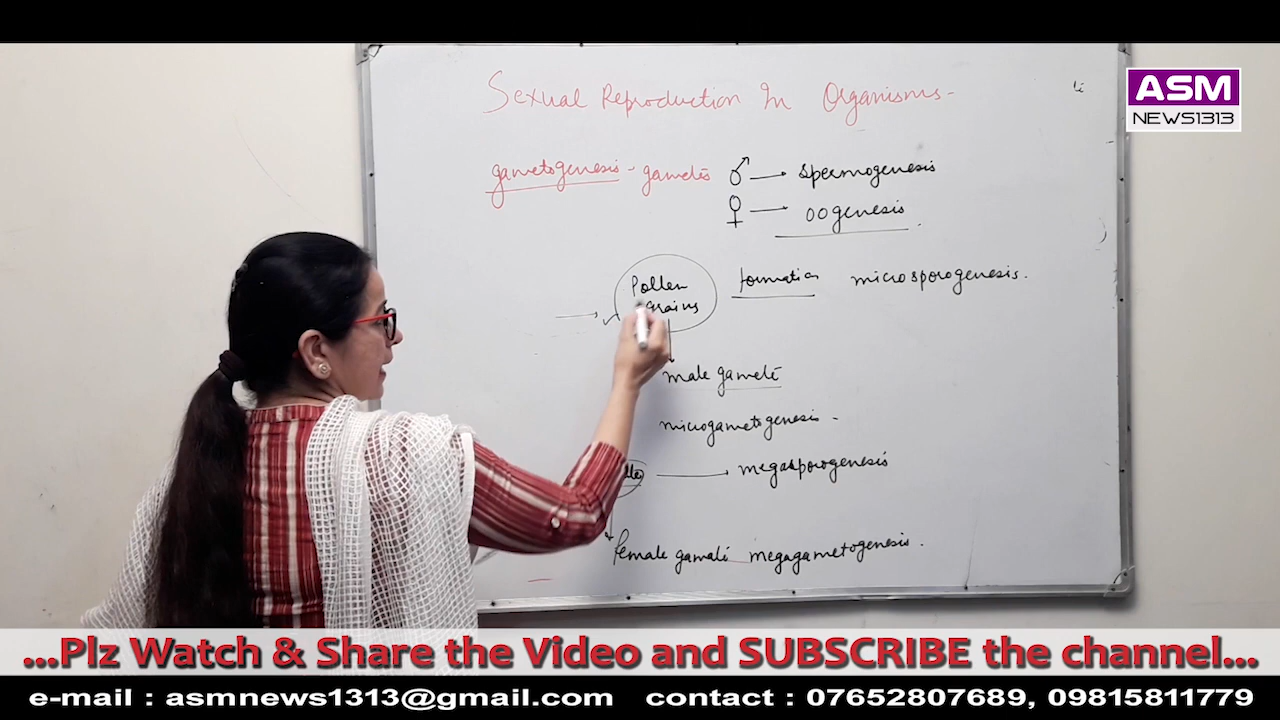 ASM
NEWS1313
Sexual Reproduction In Organisms-
gametogenesis - gametes ♂ → spermogenesis
♀ → oogenesis
Pollen grains formation microsporogenesis.
male gamete
microgametogenesis -
→ megasporogenesis
female gamete megagametogenesis.
...Plz Watch & Share the Video and SUBSCRIBE the channel...
e-mail : asmnews1313@gmail.com contact : 07652807689, 09815811779